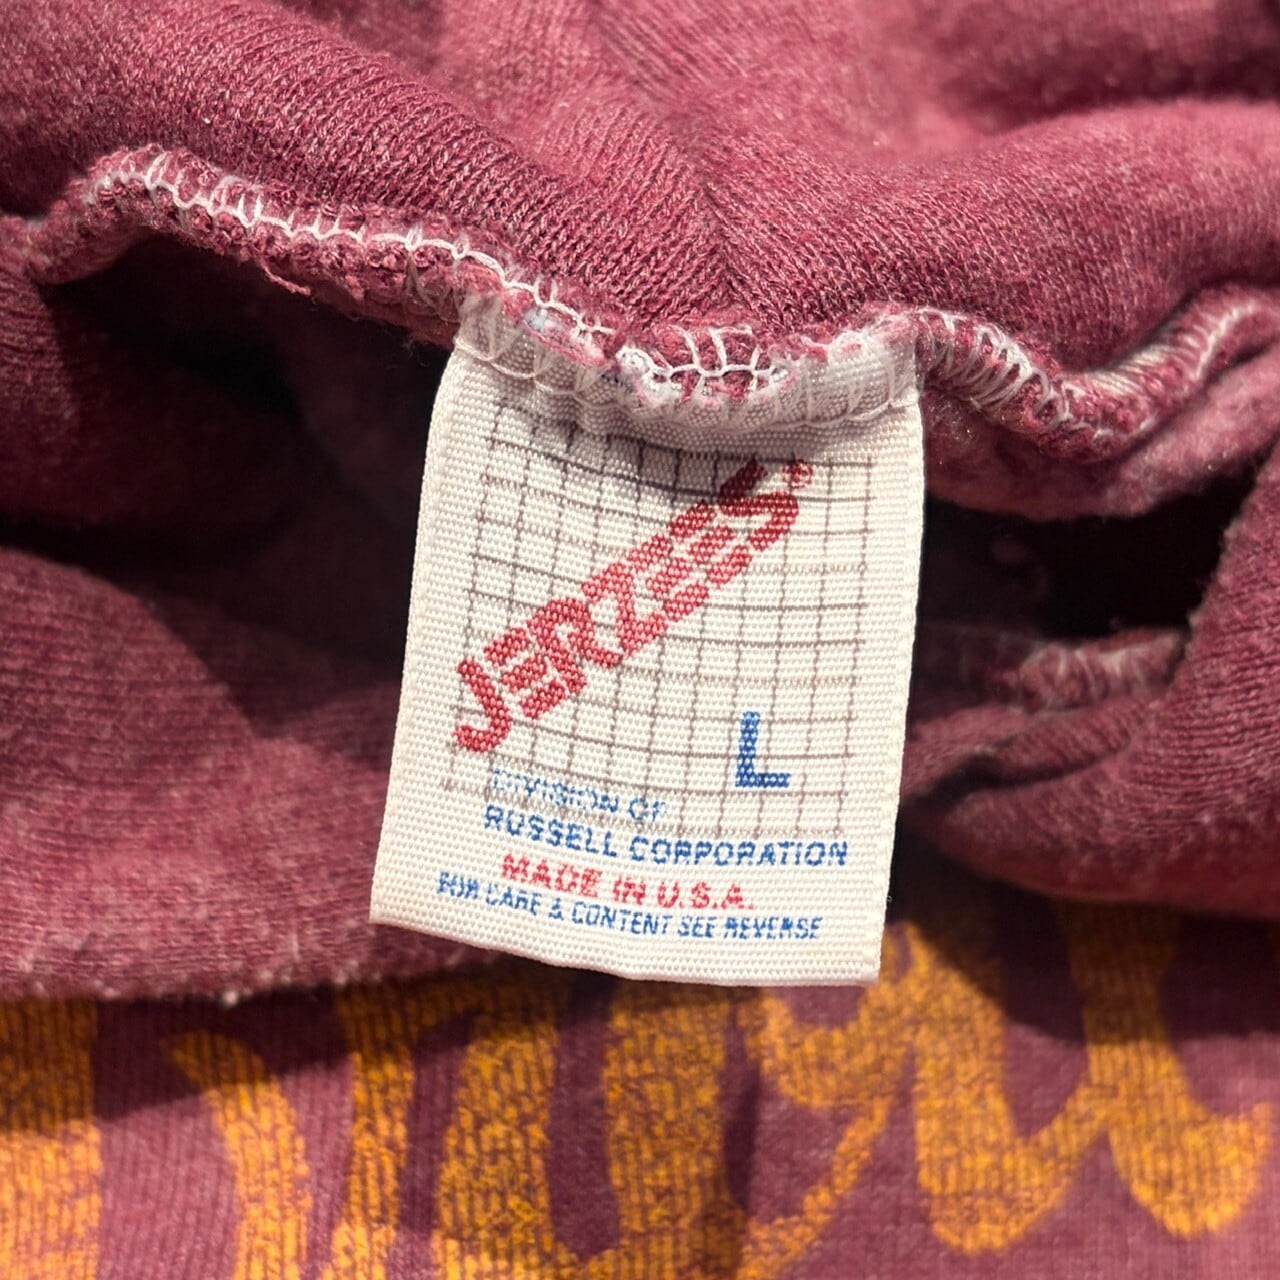 JERZEES®
L
DIVISION OF
RUSSELL CORPORATION
MADE IN U.S.A.
FOR CARE & CONTENT SEE REVERSE